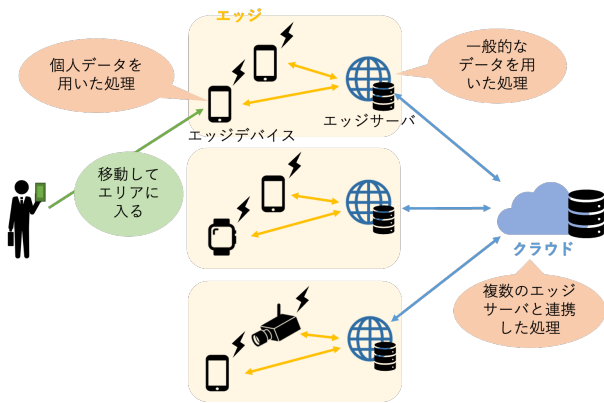 エッジ
個人データを
用いた処理
一般的な
データを用
いた処理
エッジデバイス
エッジサーバ
移動して
エリアに
入る
クラウド
複数のエッジ
サーバと連携
した処理